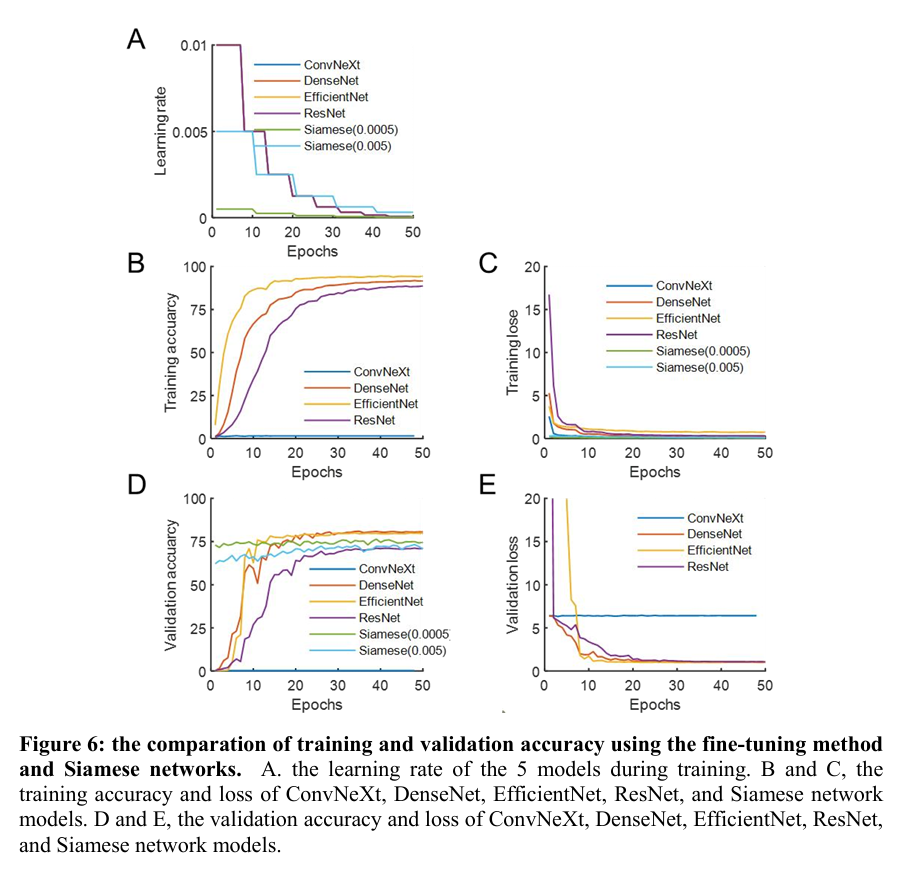 A
0.01
0.005
0
Learning rate
ConvNeXt
DenseNet
EfficientNet
ResNet
Siamese(0.0005)
Siamese(0.005)
0 10 20 30 40 50
Epochs
B
100
75
50
25
0
Training accuarcy
ConvNeXt
DenseNet
EfficientNet
ResNet
0 10 20 30 40 50
Epochs
C
20
15
10
5
0
Training lose
ConvNeXt
DenseNet
EfficientNet
ResNet
Siamese(0.0005)
Siamese(0.005)
0 10 20 30 40 50
Epochs
D
100
75
50
25
0
Validation accuarcy
ConvNeXt
DenseNet
EfficientNet
ResNet
Siamese(0.0005)
Siamese(0.005)
0 10 20 30 40 50
Epochs
E
20
15
10
5
0
Validation loss
ConvNeXt
DenseNet
EfficientNet
ResNet
0 10 20 30 40 50
Epochs
Figure 6: the comparation of training and validation accuracy using the fine-tuning method
and Siamese networks. A. the learning rate of the 5 models during training. B and C, the
training accuracy and loss of ConvNeXt, DenseNet, EfficientNet, ResNet, and Siamese network
models. D and E, the validation accuracy and loss of ConvNeXt, DenseNet, EfficientNet, ResNet,
and Siamese network models.